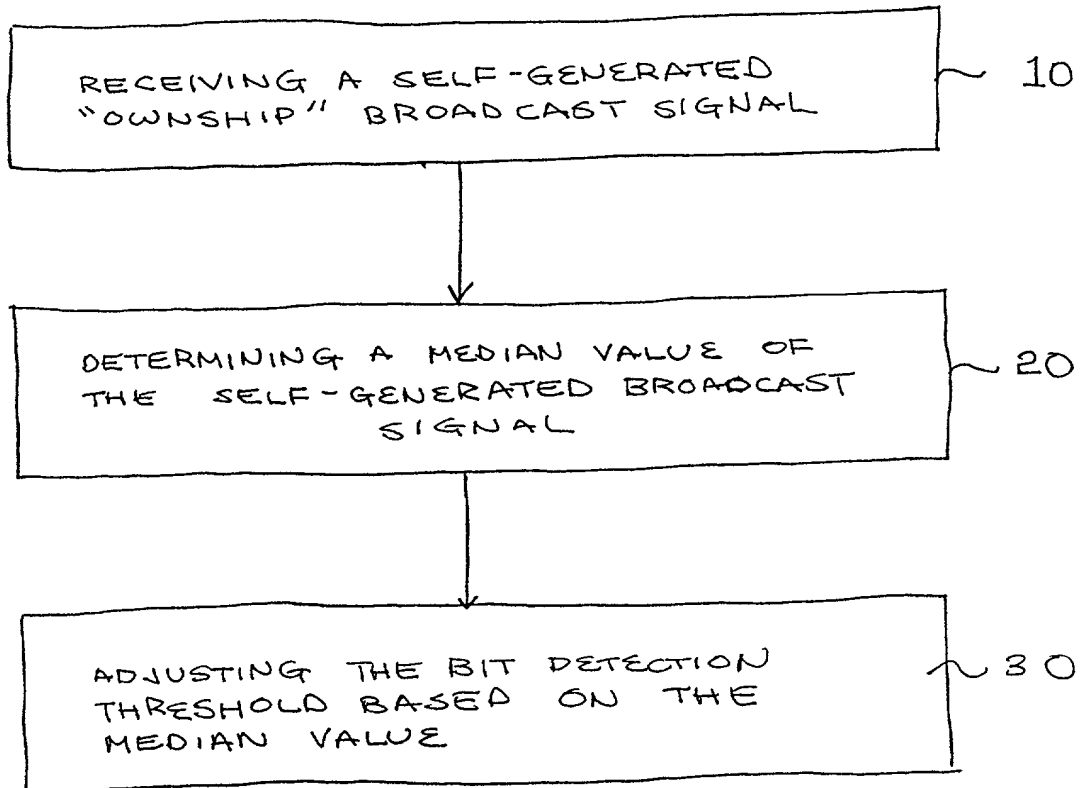 RECEIVING A SELF-GENERATED
"OWNSHIP" BROADCAST SIGNAL
10
DETERMINING A MEDIAN VALUE OF
THE SELF-GENERATED BROADCAST
SIGNAL
20
ADJUSTING THE BIT DETECTION
THRESHOLD BASED ON THE
MEDIAN VALUE
30